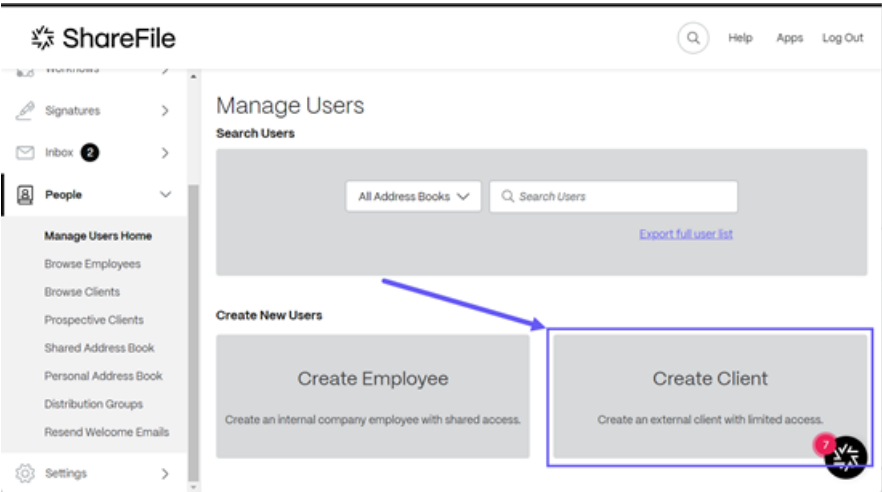 ShareFile
Help Apps Log Out
Workflows
Signatures
Inbox 2
People
Manage Users Home
Browse Employees
Browse Clients
Prospective Clients
Shared Address Book
Personal Address Book
Distribution Groups
Resend Welcome Emails
Settings
Manage Users
Search Users
All Address Books
Search Users
Export full user list
Create New Users
Create Employee
Create an internal company employee with shared access.
Create Client
Create an external client with limited access.
7